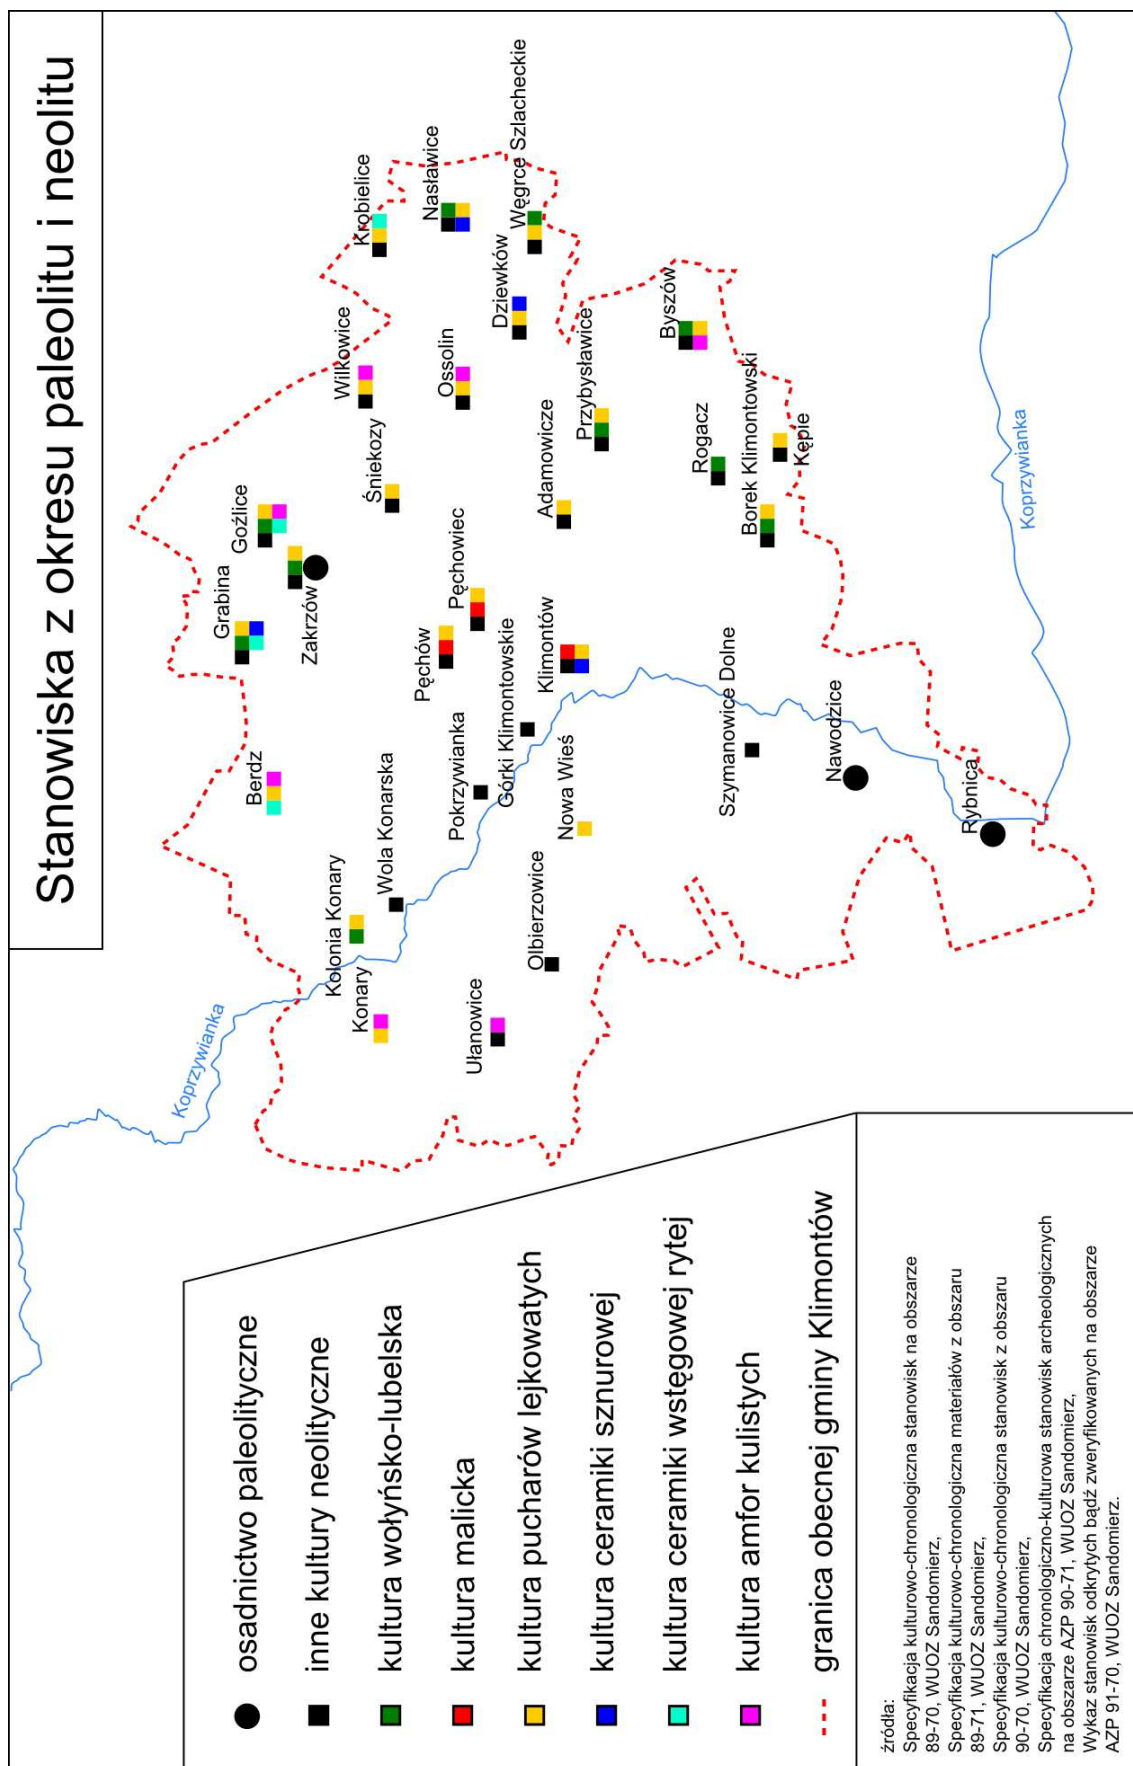 Stanowiska z okresu paleolitu i neolitu
Koprzywianka
Berdz
Grabina
Goźlice
Zakrzów
Krobielice
Wilkowice
Nasławice
Śniekozy
Kolonia Konary
Konary
Wola Konarska
Ossolin
Pęchów
Pęchowiec
Dziewków
Węgrce Szlacheckie
Ułanowice
Pokrzywianka
Górki Klimontowskie
Olbierzowice
Nowa Wieś
Klimontów
Adamowicze
Przybysławice
Byszów
Rogacz
Borek Klimontowski
Kępie
Szymanowice Dolne
Nawodzice
Rybnica
Koprzywianka
osadnictwo paleolityczne
inne kultury neolityczne
kultura wołyńsko-lubelska
kultura malicka
kultura pucharów lejkowatych
kultura ceramiki sznurowej
kultura ceramiki wstęgowej rytej
kultura amfor kulistych
granica obecnej gminy Klimontów
źródła:
Specyfikacja kulturowo-chronologiczna stanowisk na obszarze
89-70, WUOZ Sandomierz,
Specyfikacja kulturowo-chronologiczna materiałów z obszaru
89-71, WUOZ Sandomierz,
Specyfikacja kulturowo-chronologiczna stanowisk z obszaru
90-70, WUOZ Sandomierz,
Specyfikacja chronologiczno-kulturowa stanowisk archeologicznych
na obszarze AZP 90-71, WUOZ Sandomierz,
Wykaz stanowisk odkrytych bądź zweryfikowanych na obszarze
AZP 91-70, WUOZ Sandomierz.